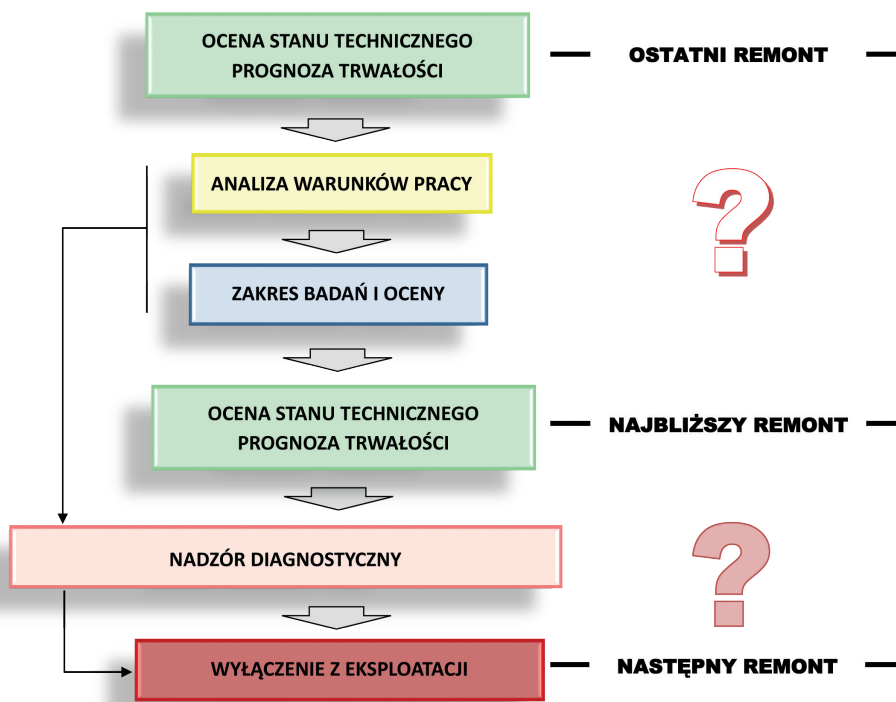 OCENA STANU TECHNICZNEGO
PROGNOZA TRWAŁOŚCI
OSTATNI REMONT
ANALIZA WARUNKÓW PRACY
?
ZAKRES BADAŃ I OCENY
OCENA STANU TECHNICZNEGO
PROGNOZA TRWAŁOŚCI
NAJBLIŻSZY REMONT
NADZÓR DIAGNOSTYCZNY
?
WYŁĄCZENIE Z EKSPLOATACJI
NASTĘPNY REMONT